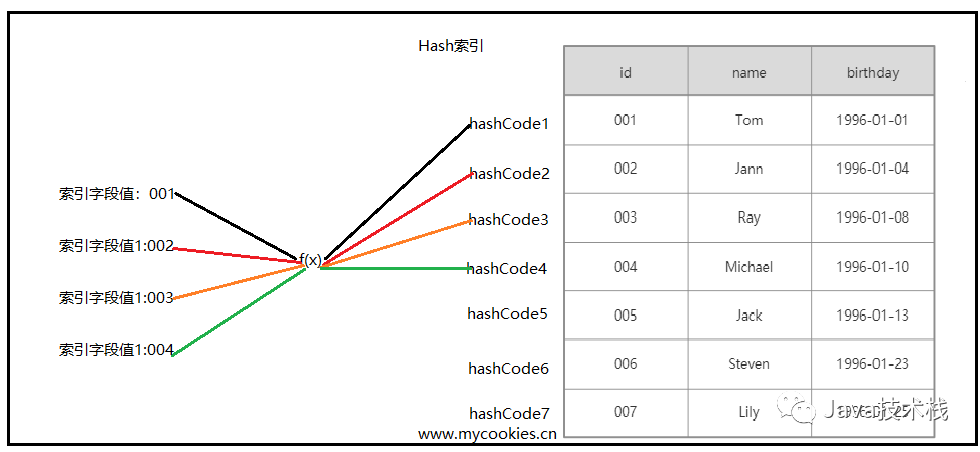 Hash索引
id name birthday
hashCode1 001 Tom 1996-01-01
hashCode2 002 Jann 1996-01-04
索引字段值：001
hashCode3 003 Ray 1996-01-08
索引字段值1:002
f(x)
hashCode4 004 Michael 1996-01-10
索引字段值1:003
hashCode5 005 Jack 1996-01-13
索引字段值1:004
hashCode6 006 Steven 1996-01-23
hashCode7 007 Lily
Java技术栈
www.mycookies.cn